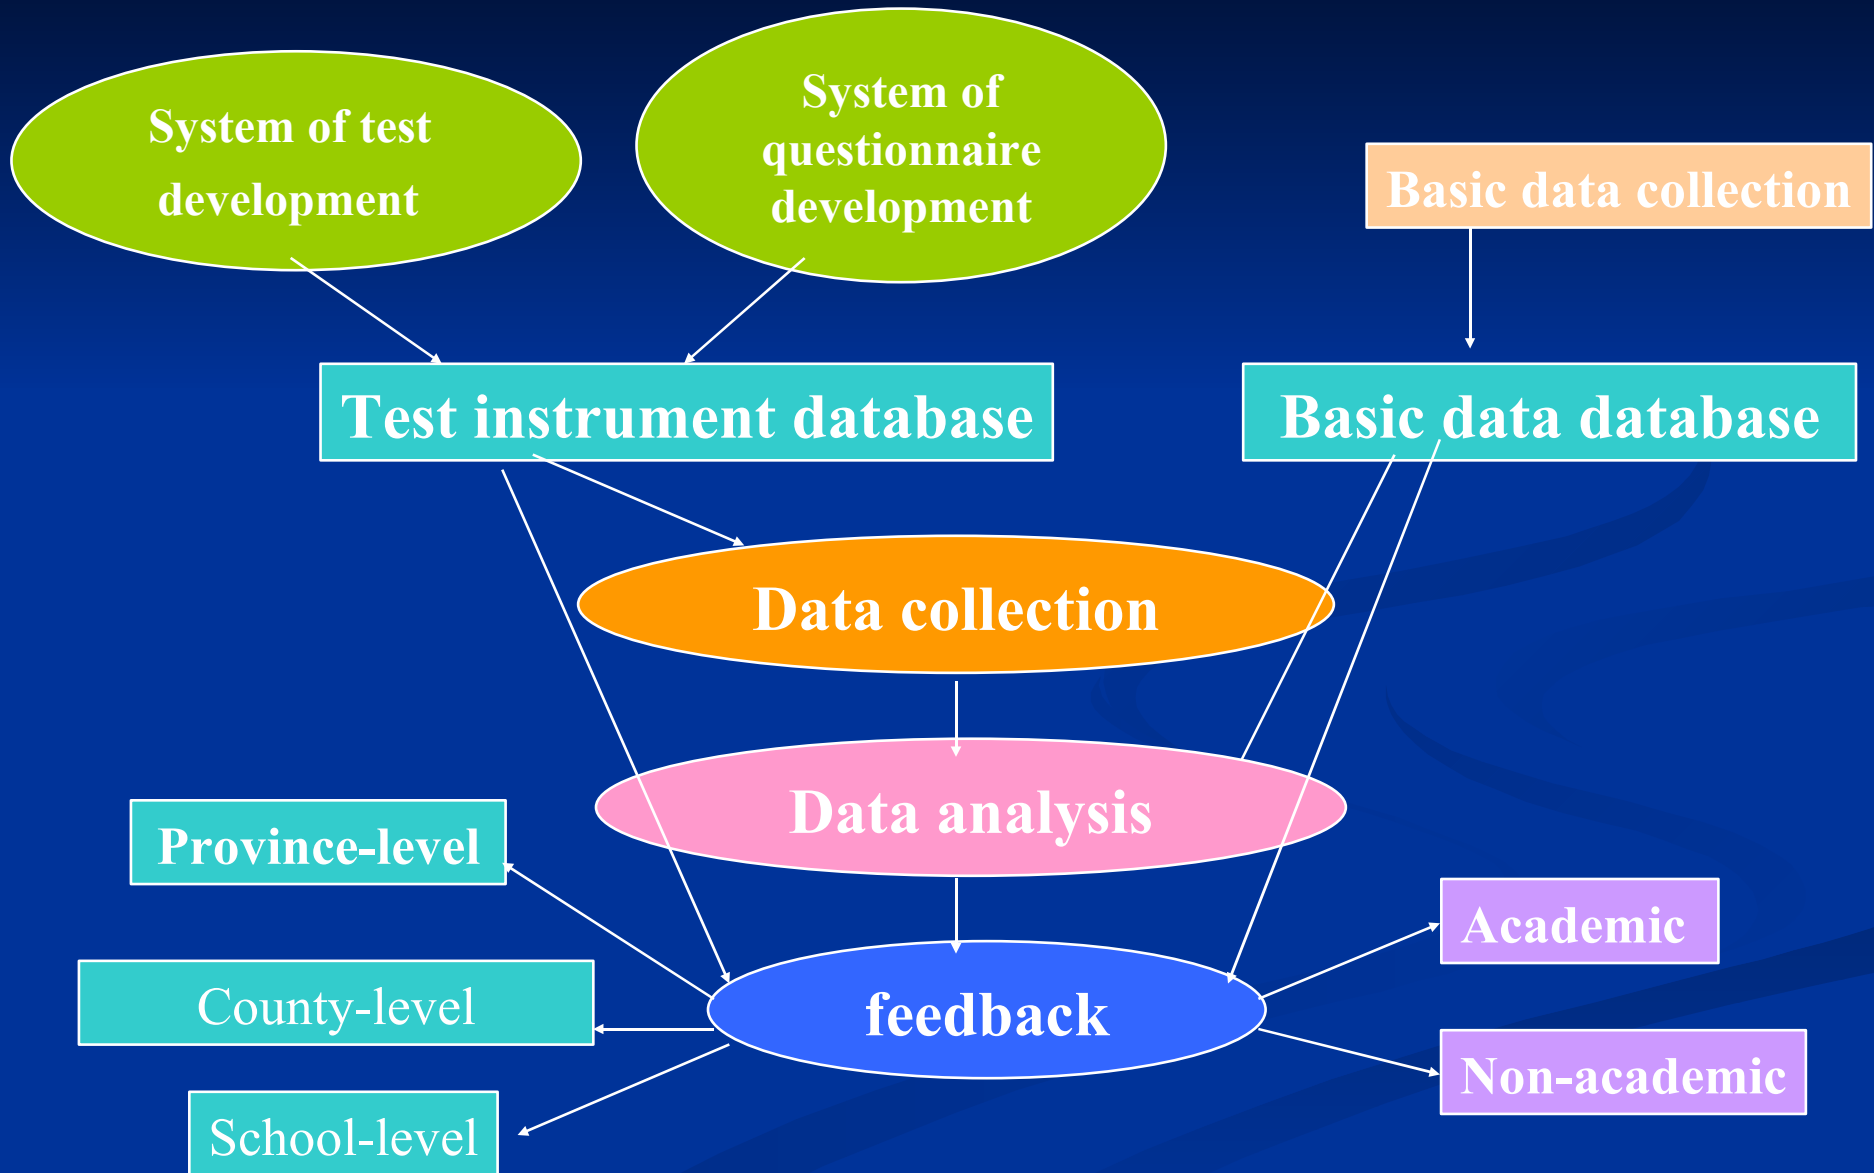 System of test
development
System of
questionnaire
development
Basic data collection
Test instrument database
Basic data database
Data collection
Data analysis
Province-level
County-level
School-level
feedback
Academic
Non-academic